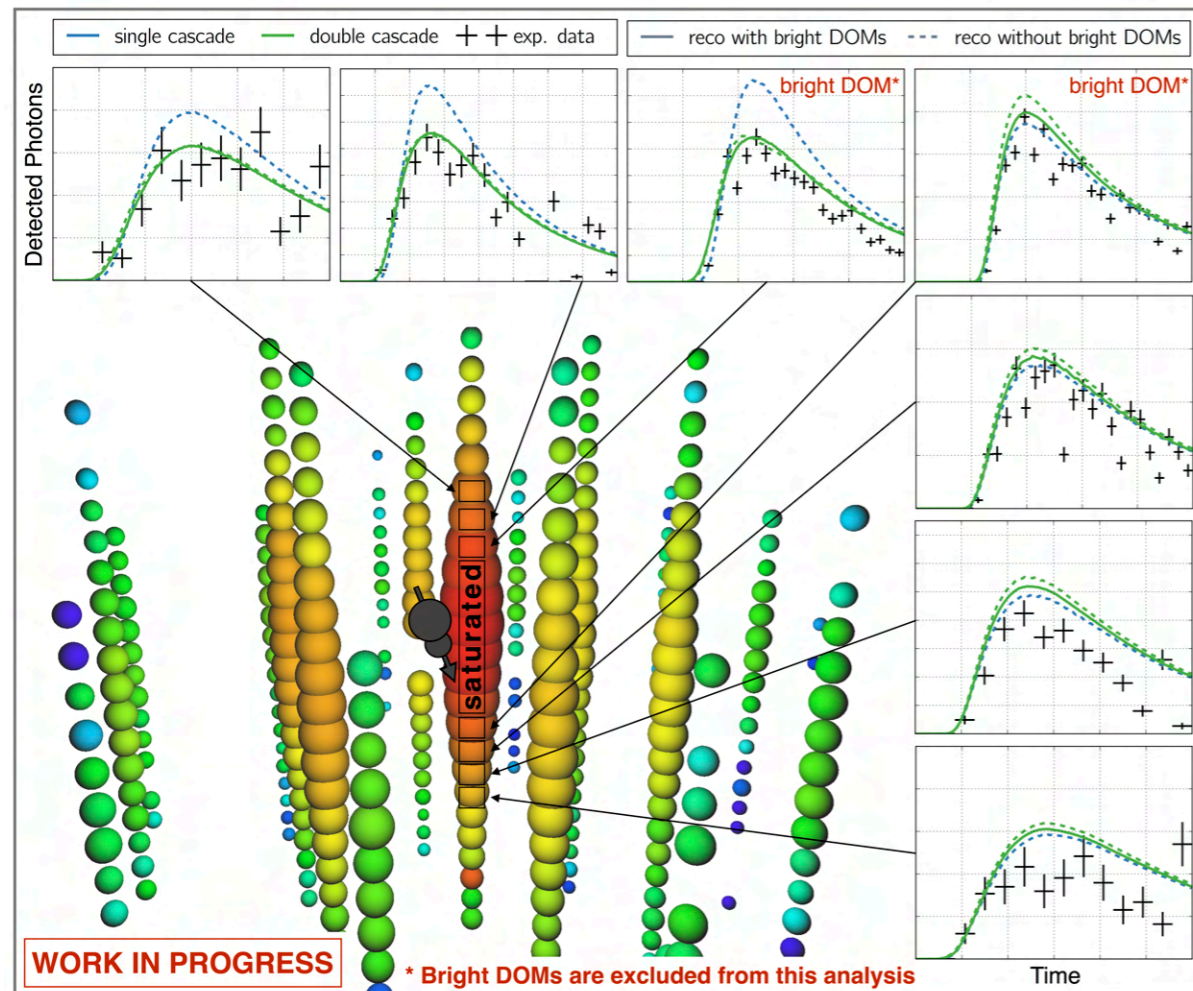 single cascade double cascade exp. data
reco with bright DOMs reco without bright DOMs
bright DOM*
bright DOM*
Detected Photons
saturated
WORK IN PROGRESS
* Bright DOMs are excluded from this analysis
Time